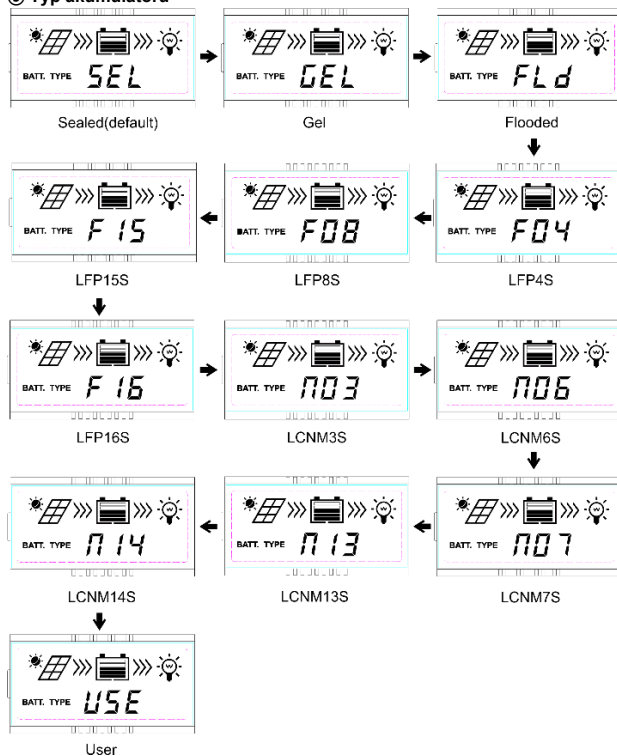 ⑥ Typ akumulátoru
BATT. TYPE SEL
BATT. TYPE GEL
BATT. TYPE FLd
Sealed(default)
Gel
Flooded
BATT. TYPE F15
BATT. TYPE F08
BATT. TYPE F04
LFP15S
LFP8S
LFP4S
BATT. TYPE F16
BATT. TYPE n03
BATT. TYPE n06
LFP16S
LCNM3S
LCNM6S
BATT. TYPE n14
BATT. TYPE n13
BATT. TYPE n07
LCNM14S
LCNM13S
LCNM7S
BATT. TYPE USE
User